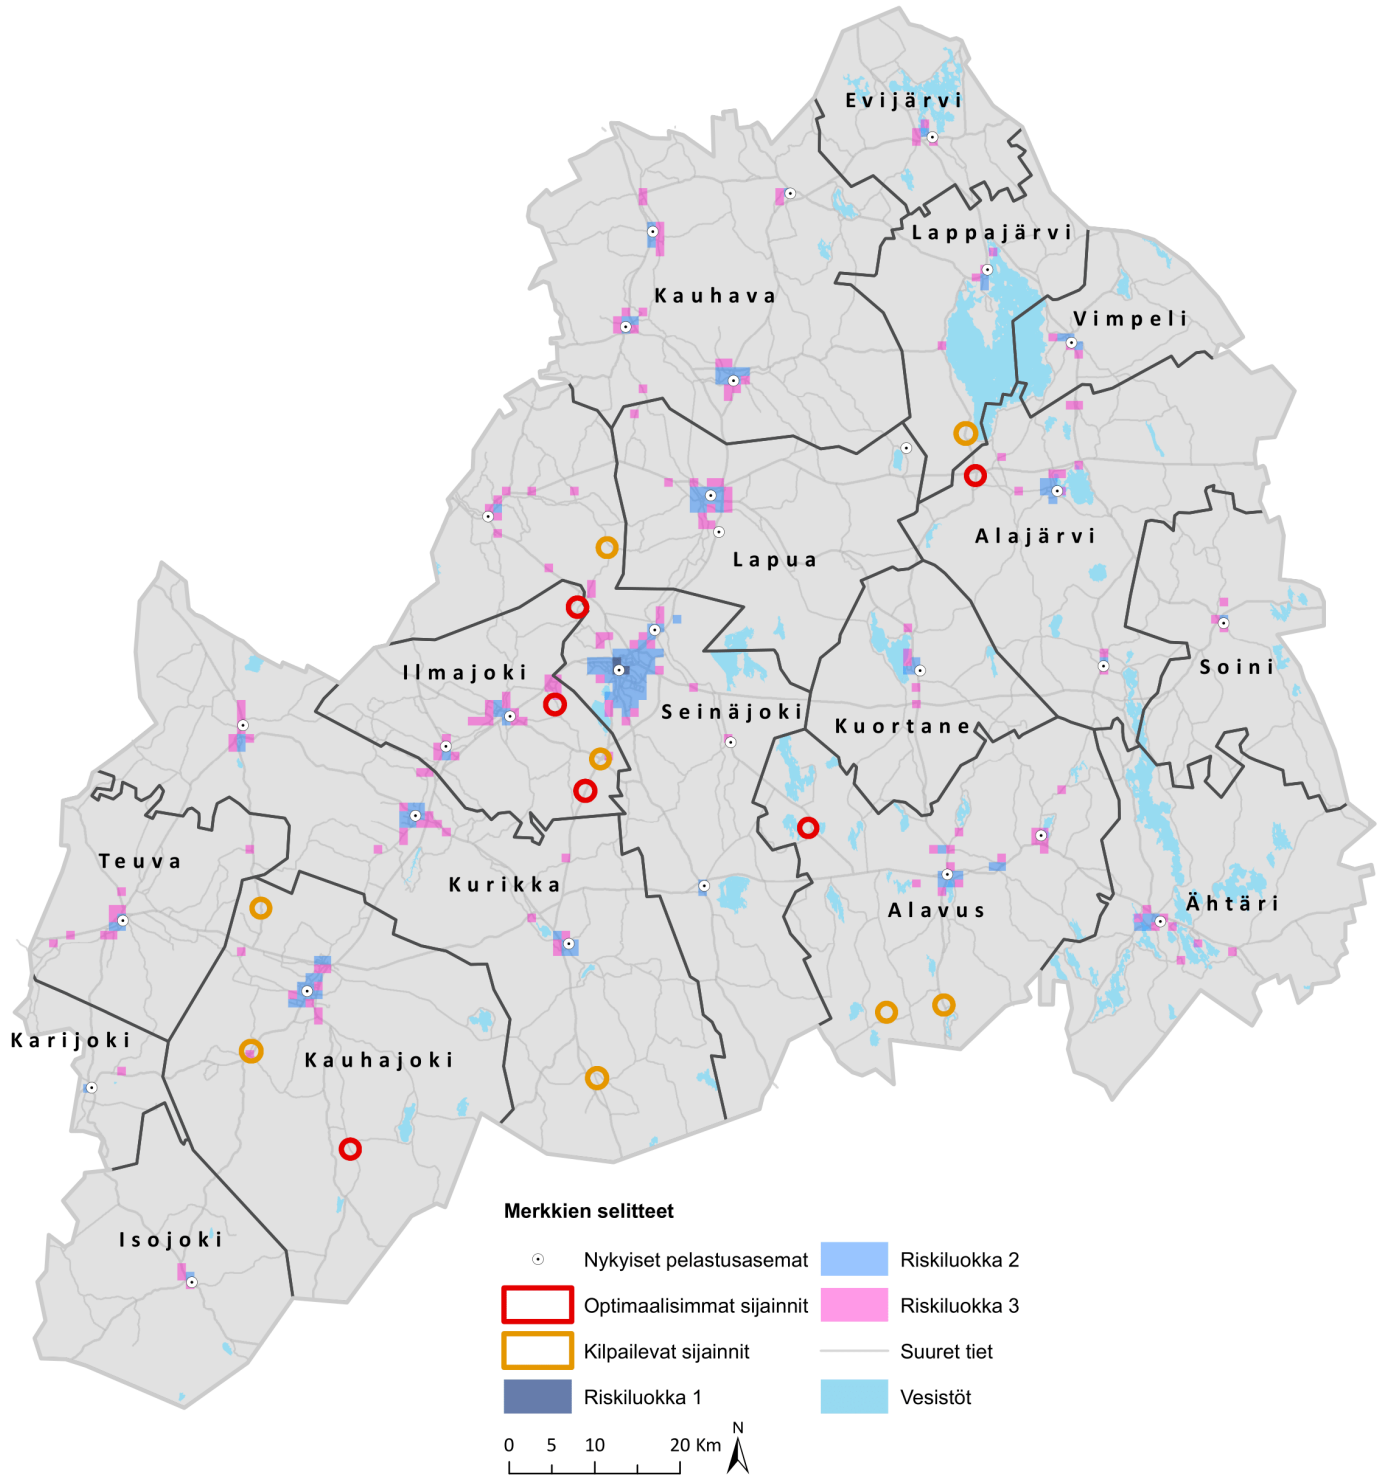 Evijärvi
Lappajärvi
Kauhava
Vimpeli
Alajärvi
Lapua
Soini
Ilmajoki
Seinäjoki
Kuortane
Teuva
Kurikka
Alavus
Ähtäri
Karijoki
Kauhajoki
Isojoki
Merkkien selitteet
Nykyiset pelastusasemat
Optimaalisimmat sijainnit
Kilpailevat sijainnit
Riskiluokka 1
Riskiluokka 2
Riskiluokka 3
Suuret tiet
Vesistöt
0 5 10 20 Km
N